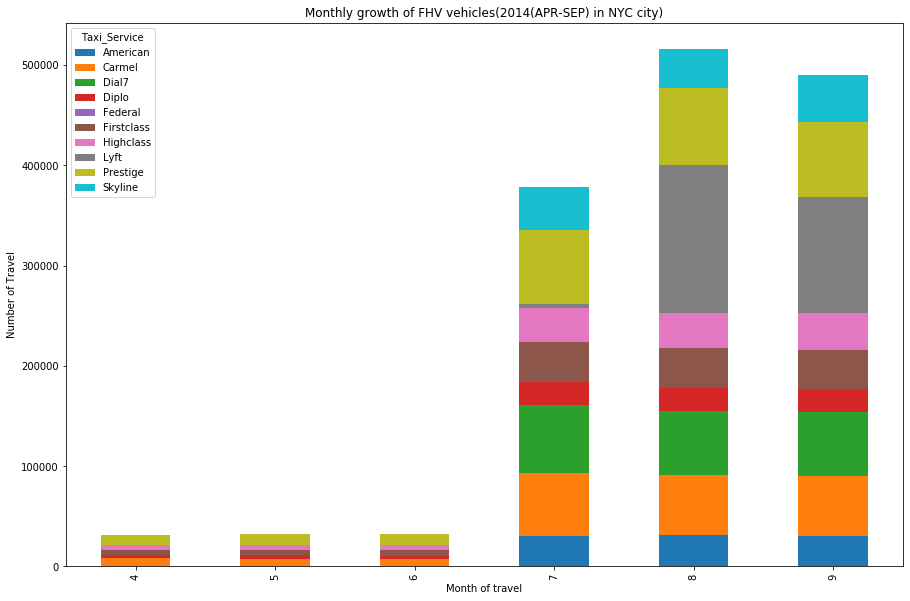 Monthly growth of FHV vehicles(2014(APR-SEP) in NYC city)
Taxi_Service
American
Carmel
Dial7
Diplo
Federal
Firstclass
Highclass
Lyft
Prestige
Skyline
Number of Travel
500000
400000
300000
200000
100000
0
4
5
6
7
8
9
Month of travel